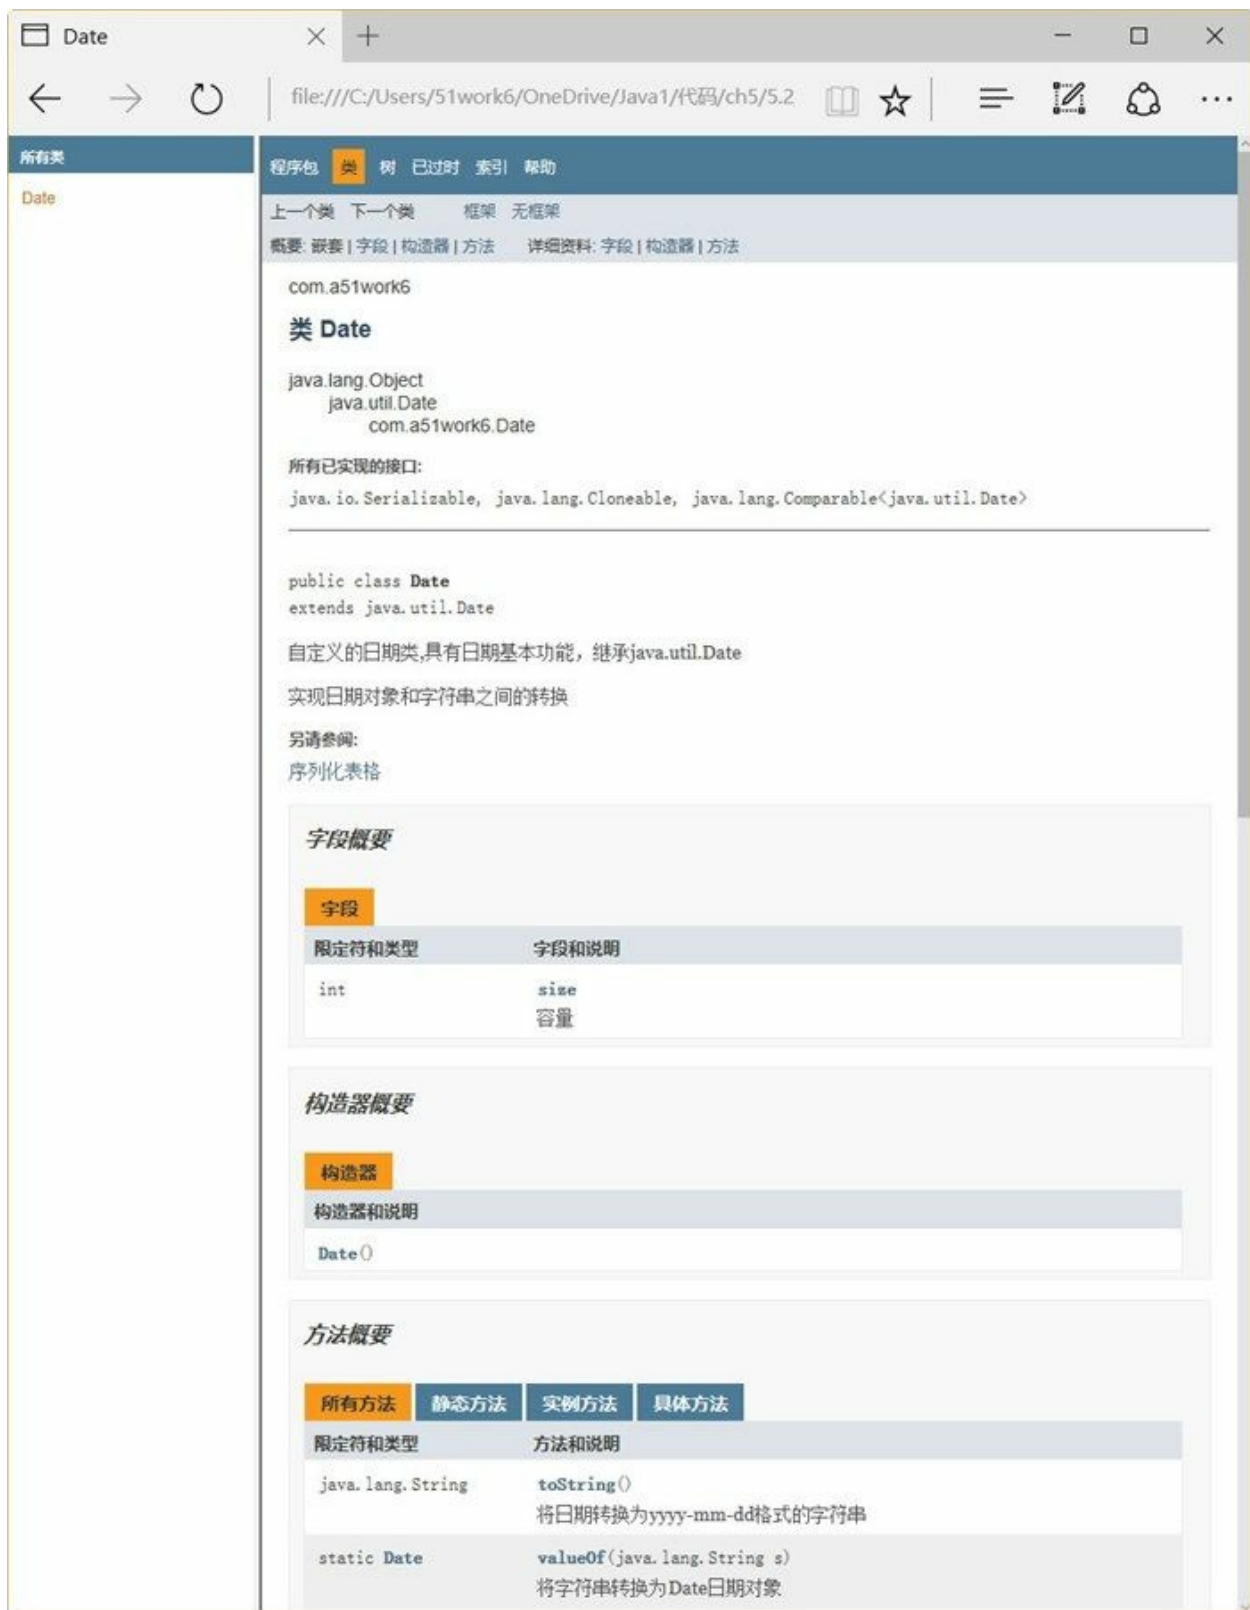 Date
file:///C:/Users/51work6/OneDrive/Java1/代码/ch5/5.2
所有类
Date
程序包 类 树 已过时 索引 帮助
上一个类 下一个类 框架 无框架
概要: 嵌套 | 字段 | 构造器 | 方法 详细资料: 字段 | 构造器 | 方法
com.a51work6
类 Date
java.lang.Object
java.util.Date
com.a51work6.Date
所有已实现的接口:
java.io.Serializable, java.lang.Cloneable, java.lang.Comparable<java.util.Date>
public class Date
extends java.util.Date
自定义的日期类,具有日期基本功能，继承java.util.Date
实现日期对象和字符串之间的转换
另请参阅:
序列化表格
字段概要
字段
限定符和类型 字段和说明
int size
容量
构造器概要
构造器
构造器和说明
Date()
方法概要
所有方法 静态方法 实例方法 具体方法
限定符和类型 方法和说明
java.lang.String toString()
将日期转换为yyyy-mm-dd格式的字符串
static Date valueOf(java.lang.String s)
将字符串转换为Date日期对象